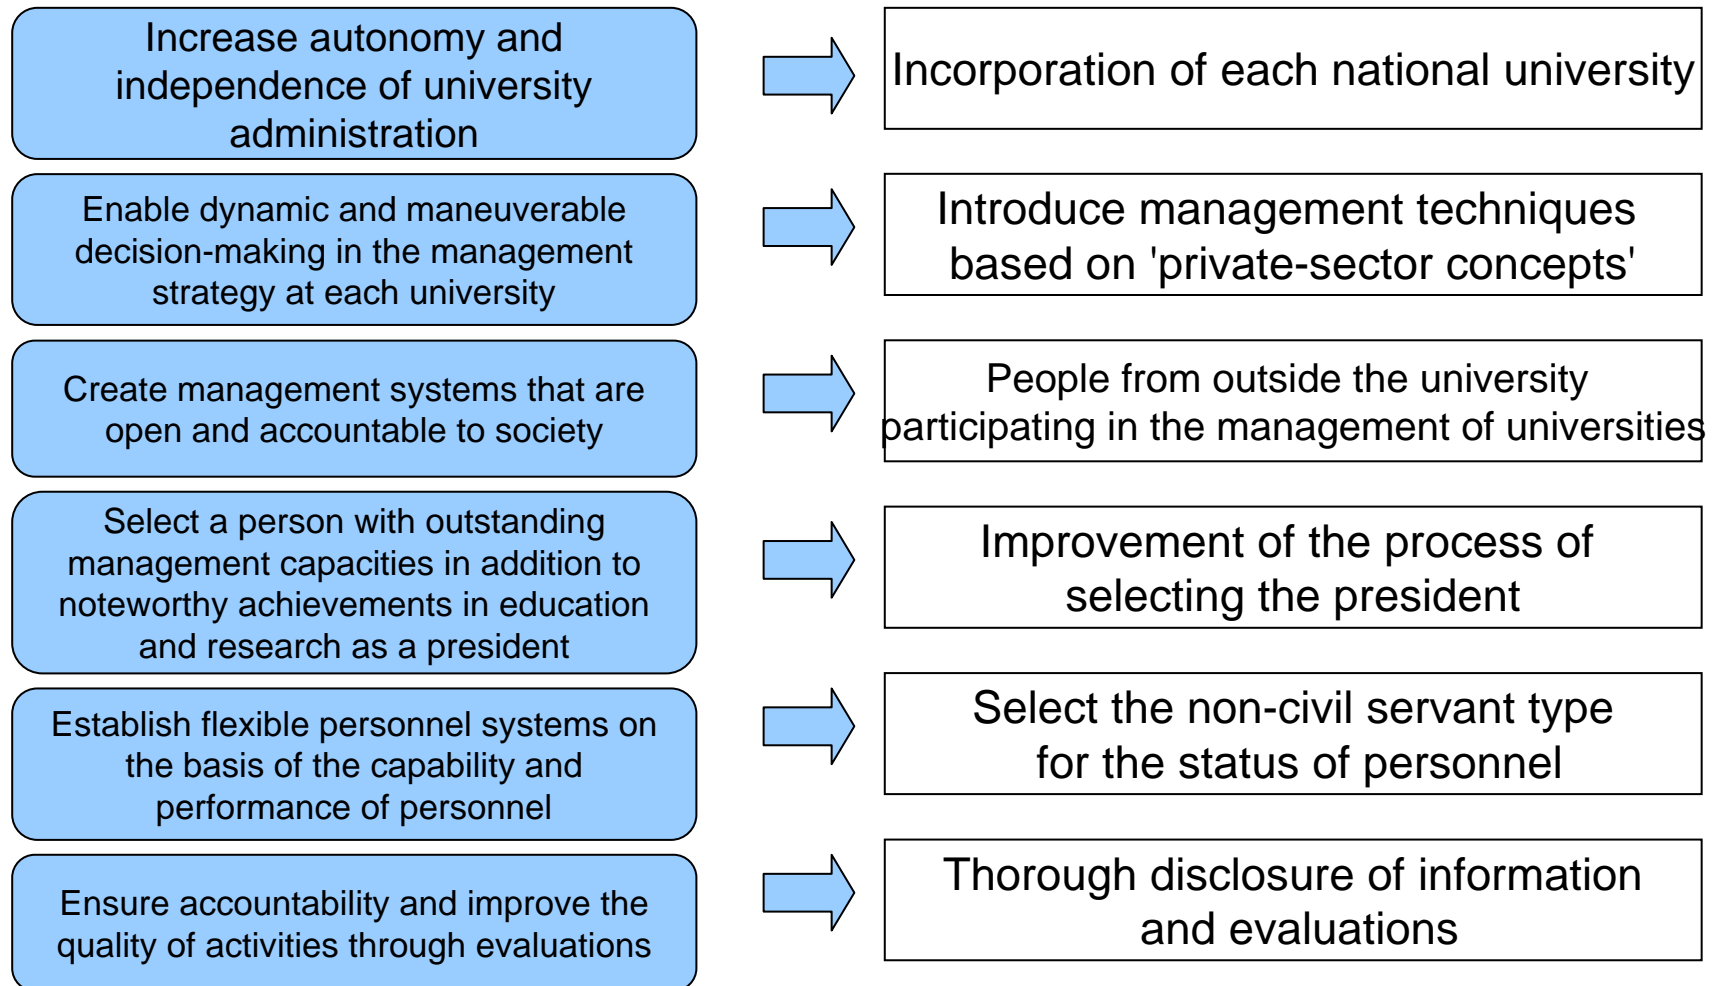 Increase autonomy and
independence of university
administration
Incorporation of each national university
Enable dynamic and maneuverable
decision-making in the management
strategy at each university
Introduce management techniques
based on 'private-sector concepts'
Create management systems that are
open and accountable to society
People from outside the university
participating in the management of universities
Select a person with outstanding
management capacities in addition to
noteworthy achievements in education
and research as a president
Improvement of the process of
selecting the president
Establish flexible personnel systems on
the basis of the capability and
performance of personnel
Select the non-civil servant type
for the status of personnel
Ensure accountability and improve the
quality of activities through evaluations
Thorough disclosure of information
and evaluations